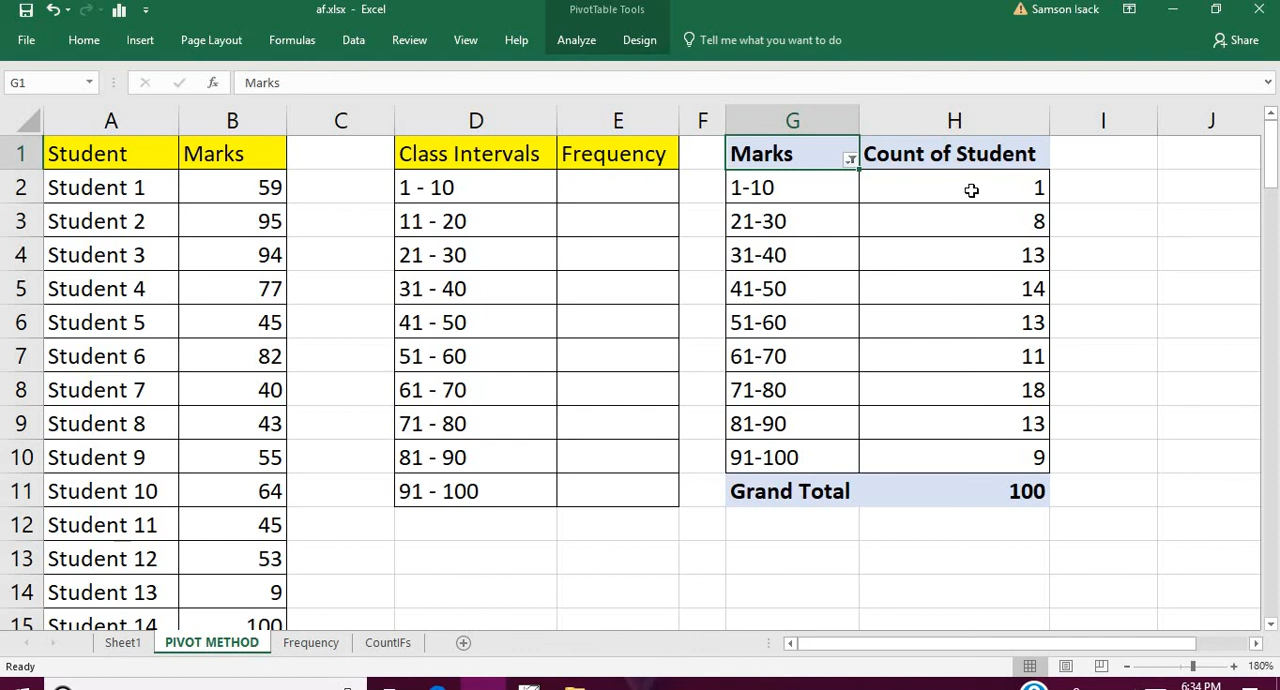 af.xlsx - Excel
PivotTable Tools
Samson Isack
File Home Insert Page Layout Formulas Data Review View Help Analyze Design Tell me what you want to do Share
G1 fx Marks
A B C D E F G H I J
1 Student Marks Class Intervals Frequency Marks Count of Student
2 Student 1 59 1 - 10 1-10 1
3 Student 2 95 11 - 20 21-30 8
4 Student 3 94 21 - 30 31-40 13
5 Student 4 77 31 - 40 41-50 14
6 Student 5 45 41 - 50 51-60 13
7 Student 6 82 51 - 60 61-70 11
8 Student 7 40 61 - 70 71-80 18
9 Student 8 43 71 - 80 81-90 13
10 Student 9 55 81 - 90 91-100 9
11 Student 10 64 91 - 100 Grand Total 100
12 Student 11 45
13 Student 12 53
14 Student 13 9
15 Student 14 100
Sheet1 PIVOT METHOD Frequency CountIFs
Ready 180%
6:34 PM